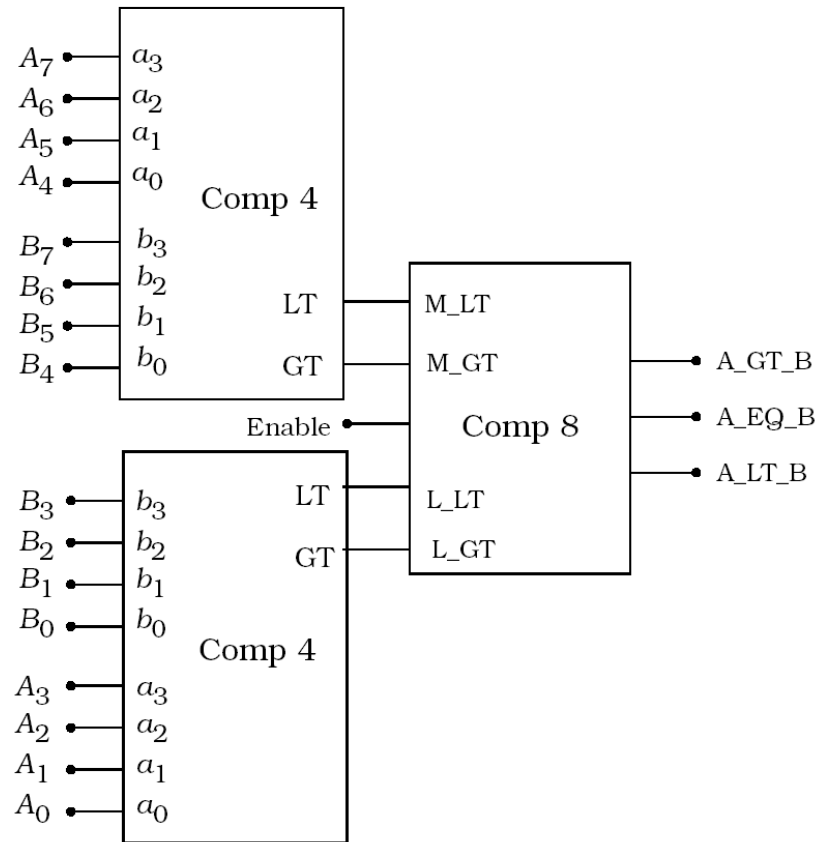 A7 a3
A6 a2
A5 a1
A4 a0
Comp 4
B7 b3
B6 b2
B5 b1
B4 b0
LT
GT
M_LT
M_GT
Enable
Comp 8
L_LT
L_GT
A_GT_B
A_EQ_B
A_LT_B
B3 b3
B2 b2
B1 b1
B0 b0
LT
GT
Comp 4
A3 a3
A2 a2
A1 a1
A0 a0